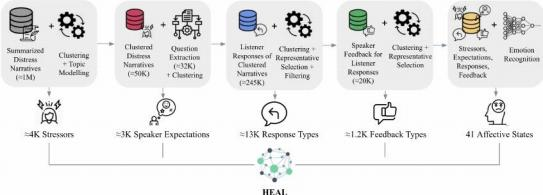 Summarized
Distress
Narratives
(≈1M)
Clustering
+ Topic
Modelling
Clustered
Distress
Narratives
(≈50K)
Question
Extraction
(≈32K)
+ Clustering
Listener
Responses of
Clustered
Narratives
(≈245K)
Clustering +
Representative
Selection +
Filtering
Speaker
Feedback for
Listener
Responses
(≈20K)
Clustering +
Representative
Selection
Stressors,
Expectations,
Responses,
Feedback
Emotion
Recognition
≈4K Stressors
≈3K Speaker Expectations
≈13K Response Types
≈1.2K Feedback Types
41 Affective States
HEAL